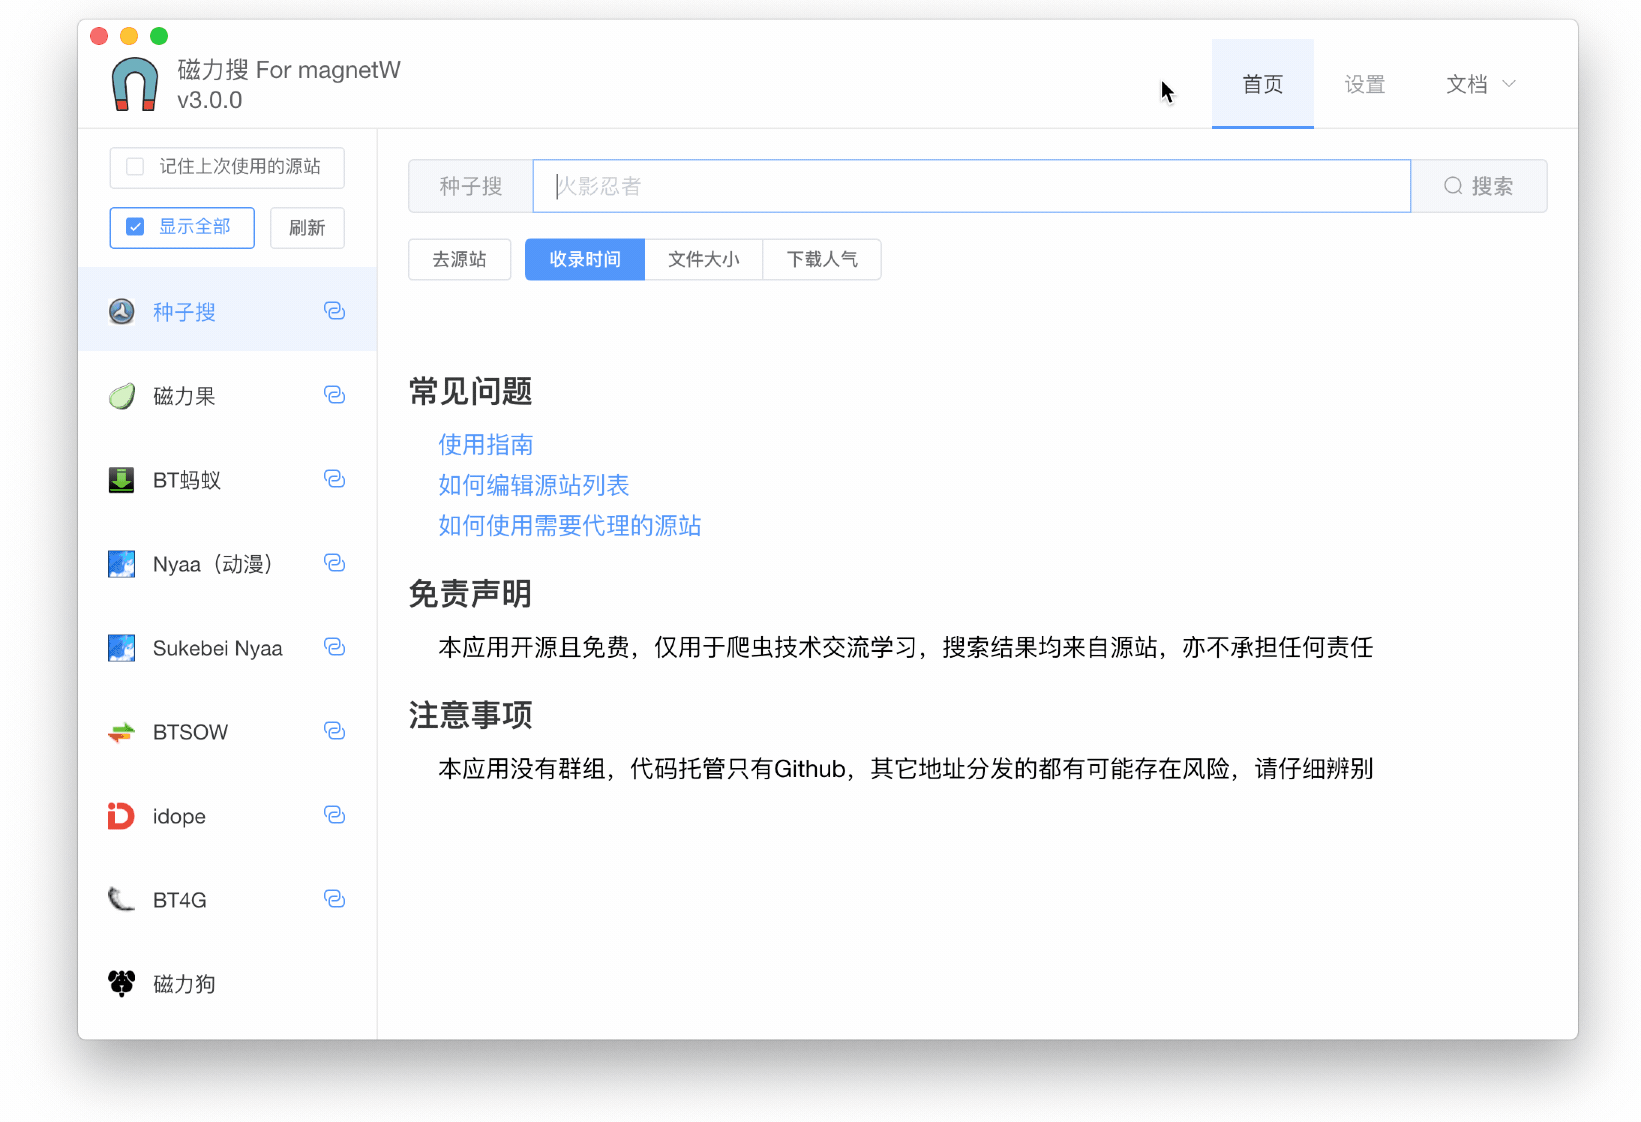 磁力搜 For magnetW
v3.0.0
首页
设置
文档
记住上次使用的源站
显示全部
刷新
种子搜
磁力果
BT蚂蚁
Nyaa（动漫）
Sukebei Nyaa
BTSOW
idope
BT4G
磁力狗
种子搜
火影忍者
搜索
去源站
收录时间
文件大小
下载人气
常见问题
使用指南
如何编辑源站列表
如何使用需要代理的源站
免责声明
本应用开源且免费，仅用于爬虫技术交流学习，搜索结果均来自源站，亦不承担任何责任
注意事项
本应用没有群组，代码托管只有Github，其它地址分发的都有可能存在风险，请仔细辨别